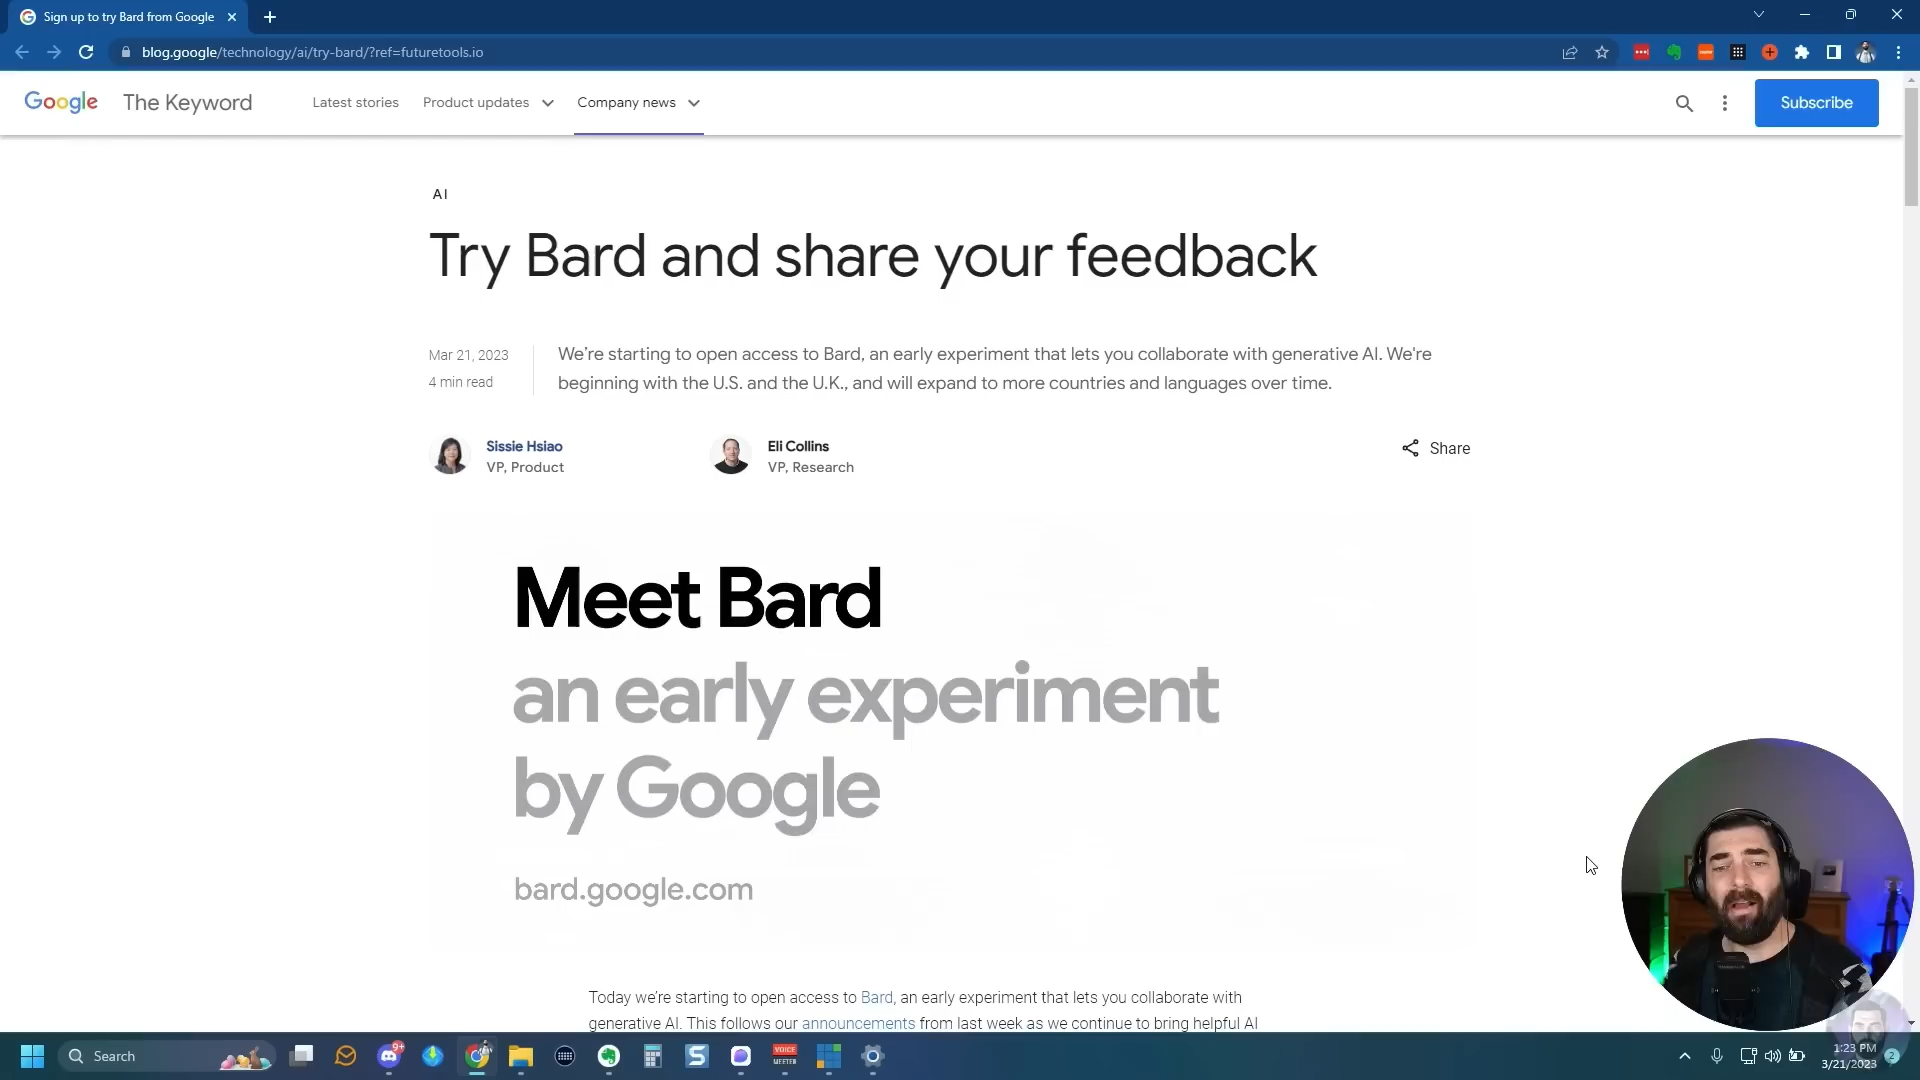 Sign up to try Bard from Google
blog.google/technology/ai/try-bard/?ref=futuretools.io
Google The Keyword Latest stories Product updates Company news Subscribe
AI
Try Bard and share your feedback
Mar 21, 2023
4 min read
We're starting to open access to Bard, an early experiment that lets you collaborate with generative AI. We're
beginning with the U.S. and the U.K., and will expand to more countries and languages over time.
Sissie Hsiao
VP, Product
Eli Collins
VP, Research
Share
Meet Bard
an early experiment
by Google
bard.google.com
Today we're starting to open access to Bard, an early experiment that lets you collaborate with
generative AI. This follows our announcements from last week as we continue to bring helpful AI
Search
9+
VOICE
MEETER
1:23 PM
3/21/2023
2